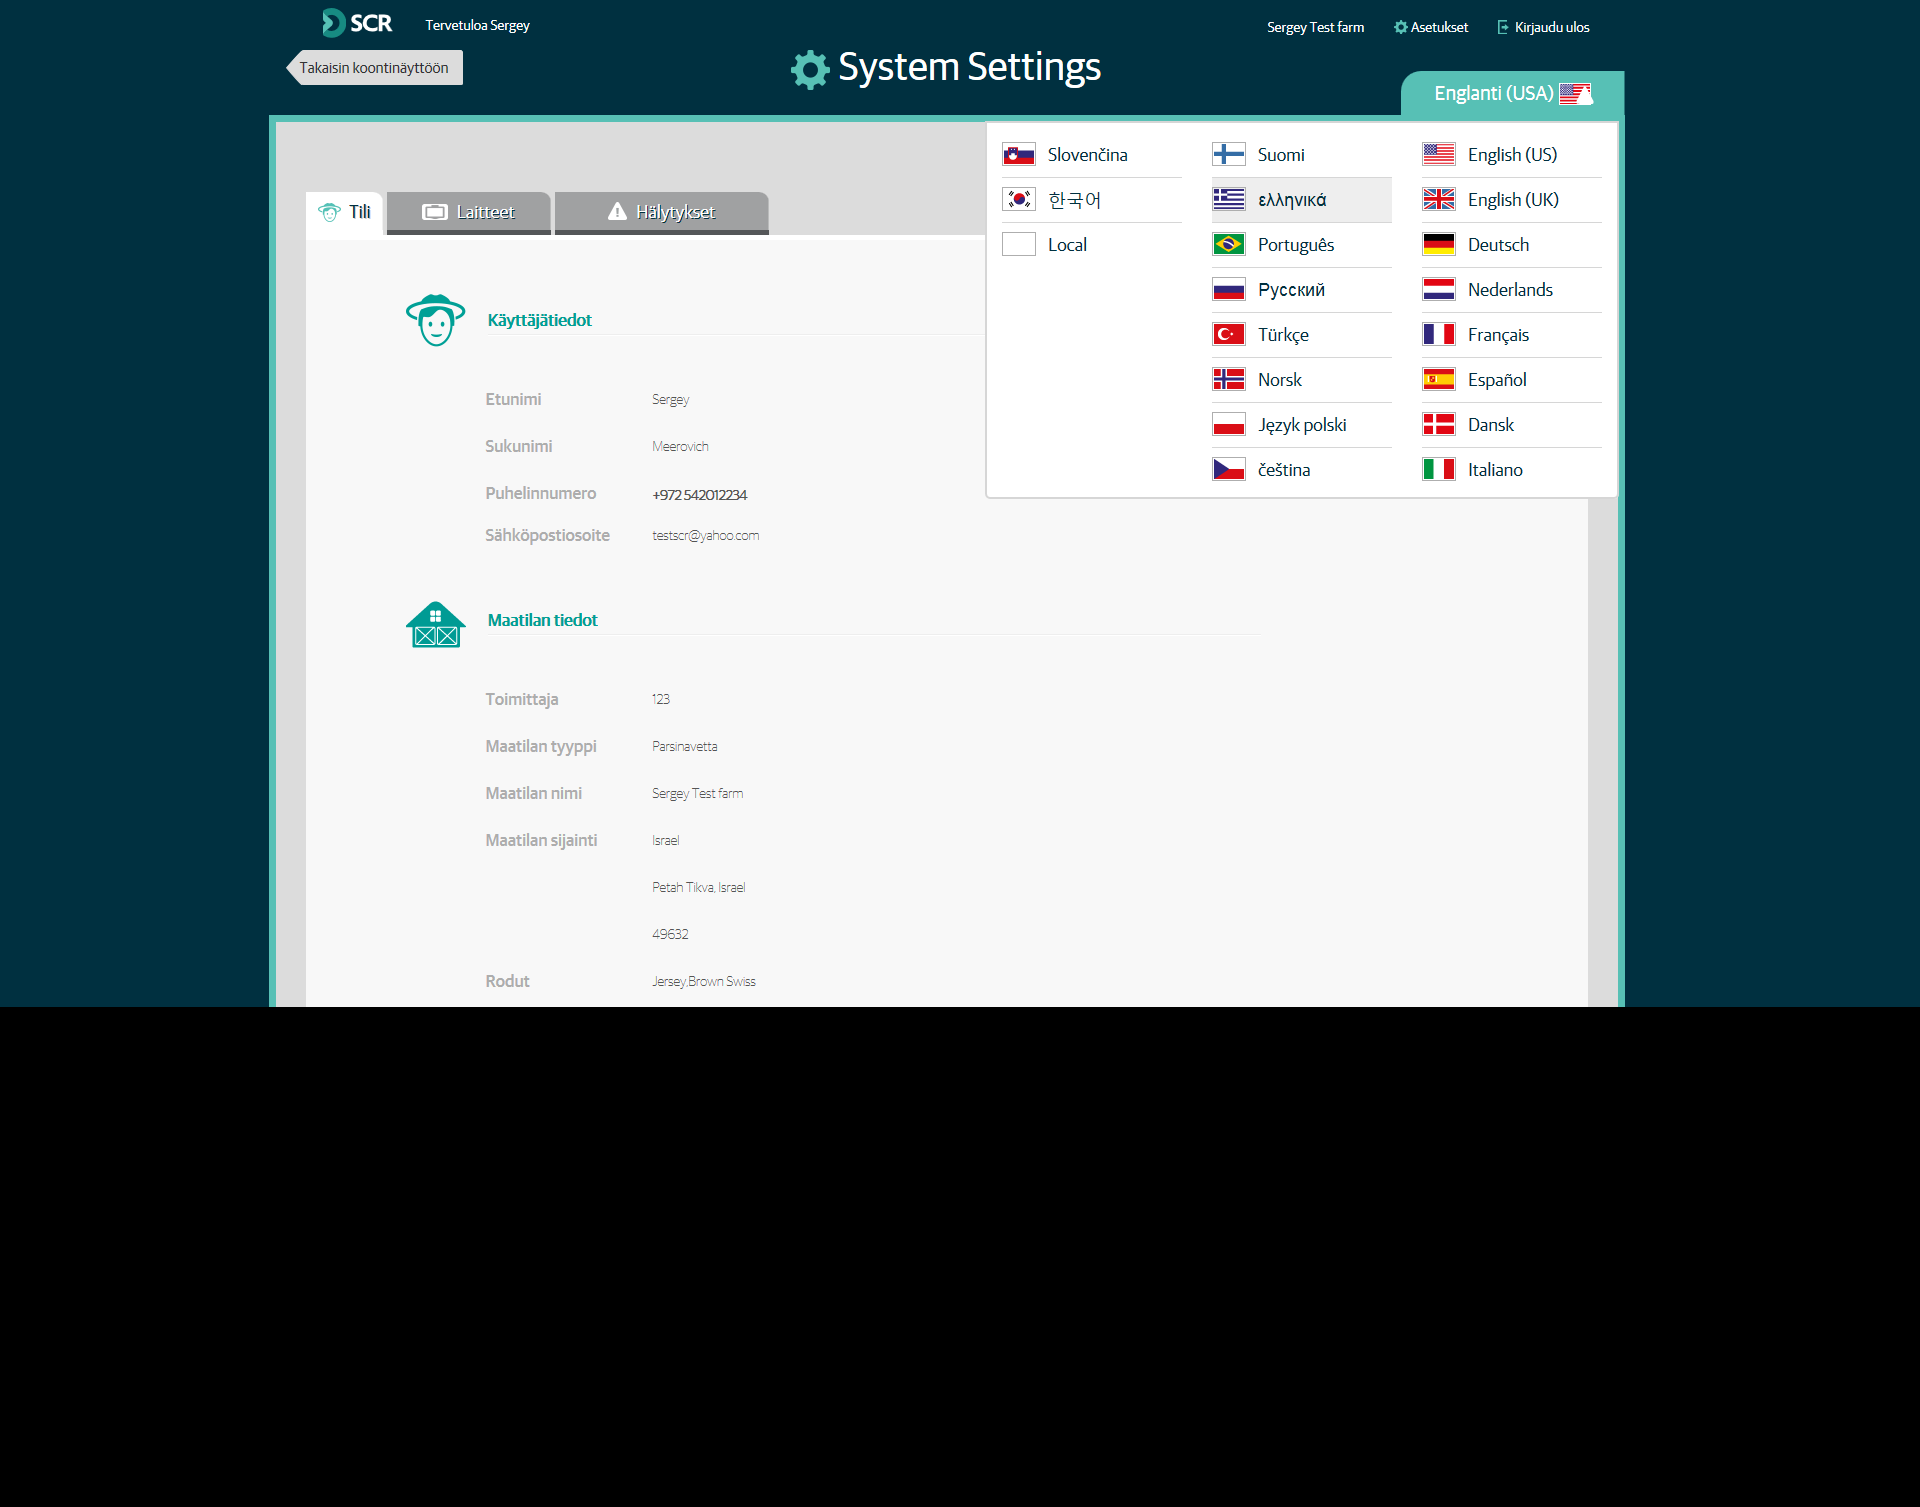 SCR
Tervetuloa Sergey
Sergey Test farm
Asetukset
Kirjaudu ulos
Takaisin koontinäyttöön
System Settings
Englanti (USA)
Slovenčina
한국어
Local
Suomi
ελληνικά
Português
Русский
Türkçe
Norsk
Język polski
čeština
English (US)
English (UK)
Deutsch
Nederlands
Français
Español
Dansk
Italiano
Tili
Laitteet
Hälytykset
Käyttäjätiedot
Etunimi Sergey
Sukunimi Meerovich
Puhelinnumero +972 542012234
Sähköpostiosoite testscr@yahoo.com
Maatilan tiedot
Toimittaja 123
Maatilan tyyppi Parsinavetta
Maatilan nimi Sergey Test farm
Maatilan sijainti Israel
Petah Tikva, Israel
49632
Rodut Jersey,Brown Swiss